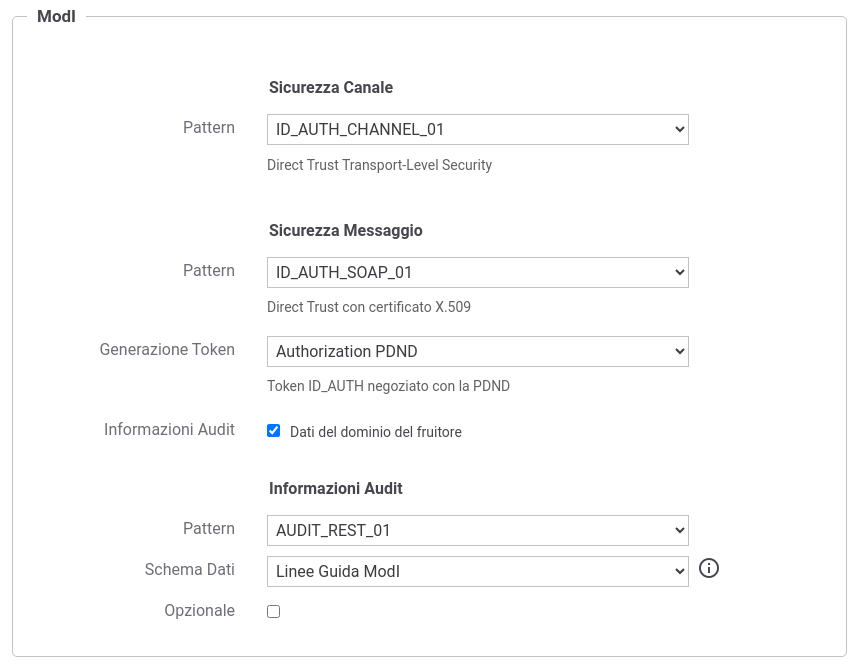 ModI
Sicurezza Canale
Pattern
ID_AUTH_CHANNEL_01
Direct Trust Transport-Level Security
Sicurezza Messaggio
Pattern
ID_AUTH_SOAP_01
Direct Trust con certificato X.509
Generazione Token
Authorization PDND
Token ID_AUTH negoziato con la PDND
Informazioni Audit
Dati del dominio del fruitore
Informazioni Audit
Pattern
AUDIT_REST_01
Schema Dati
Linee Guida ModI
Opzionale